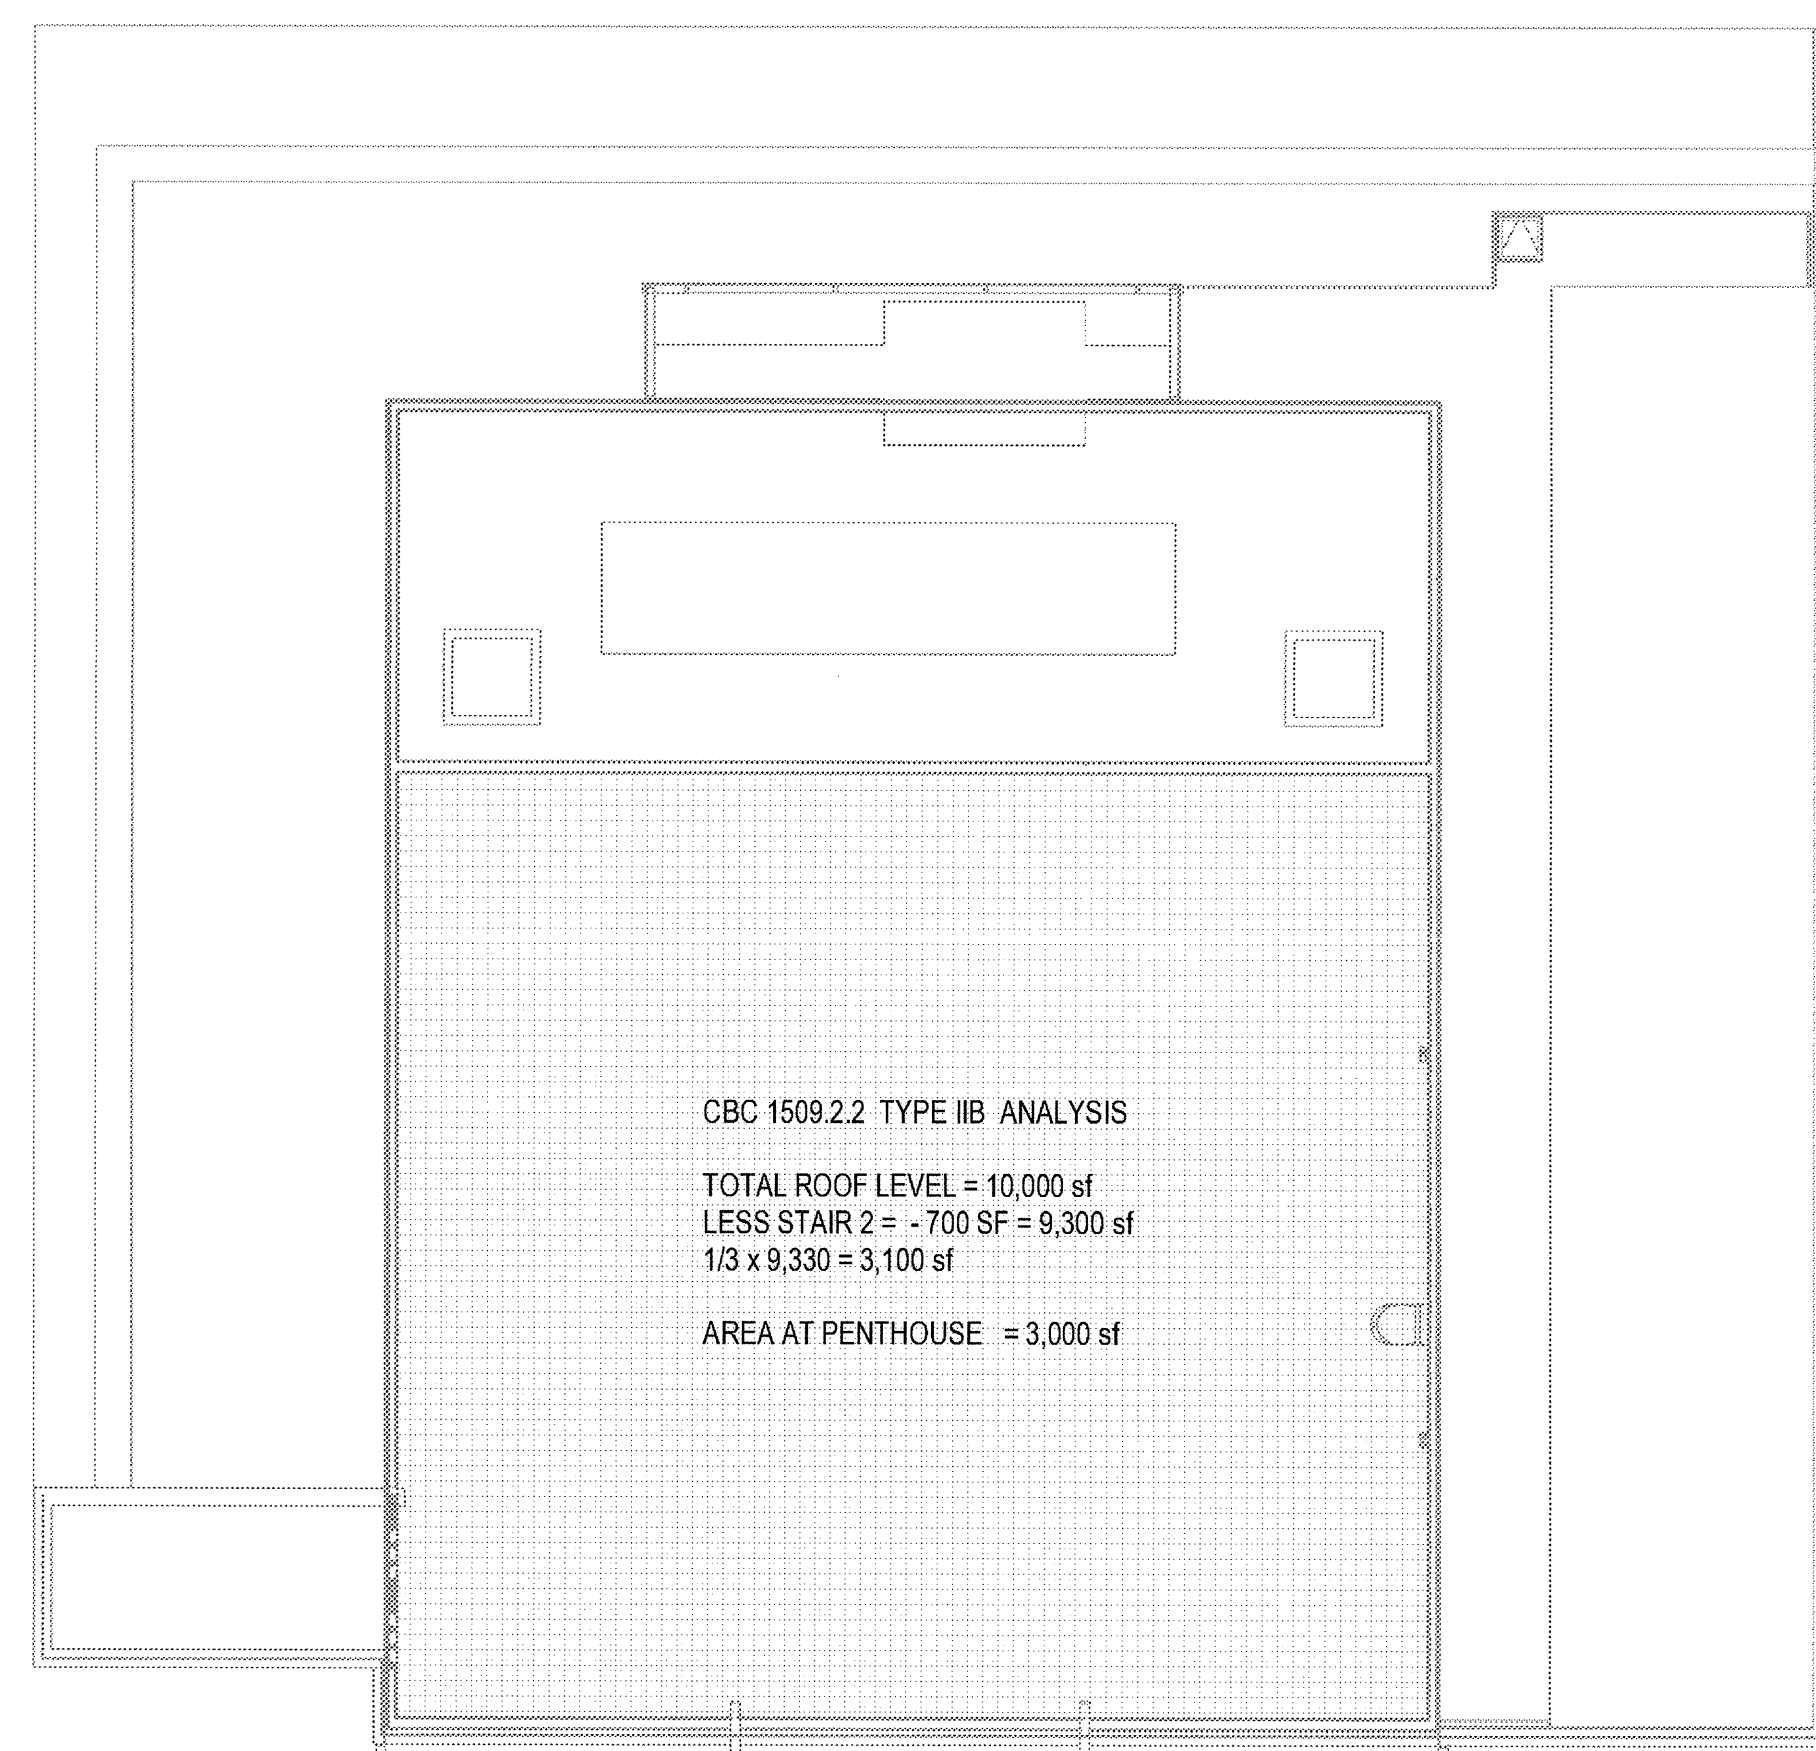 CBC 1509.2.2 TYPE IIB ANALYSIS
TOTAL ROOF LEVEL = 10,000 sf
LESS STAIR 2 = - 700 SF = 9,300 sf
1/3 x 9,330 = 3,100 sf
AREA AT PENTHOUSE = 3,000 sf